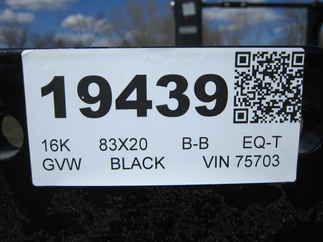 19439
16K 83X20 B-B EQ-T
GVW BLACK VIN 75703